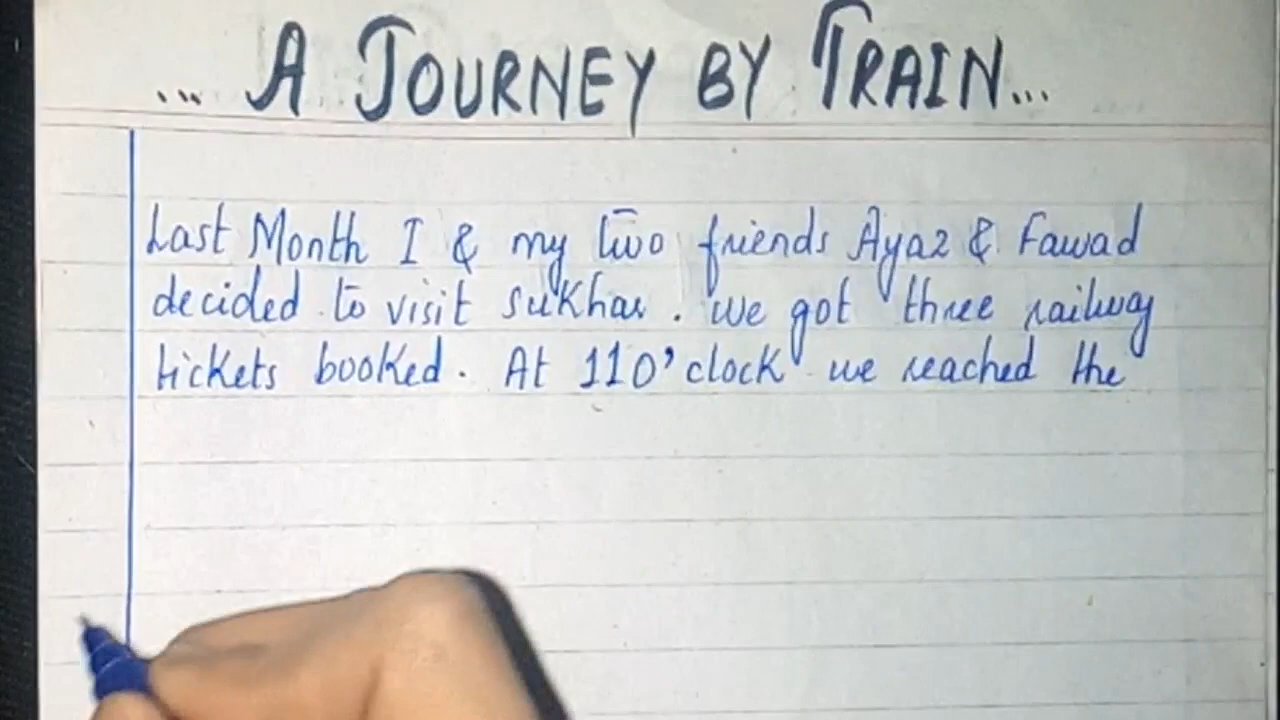 ... A JOURNEY BY TRAIN...
Last Month I & my two friends Ayaz & Fawad
decided to visit sukhar. We got three railway
tickets booked. At 110'clock we reached the